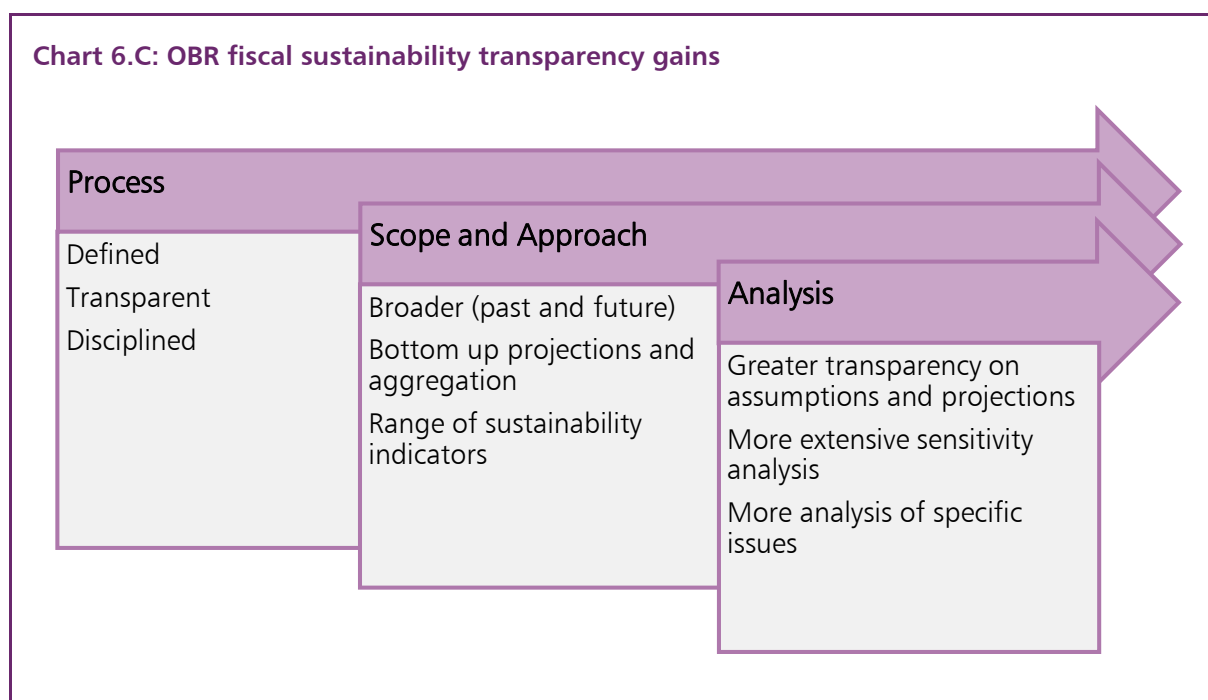 Chart 6.C: OBR fiscal sustainability transparency gains
Process
Defined
Transparent
Disciplined
Scope and Approach
Broader (past and future)
Bottom up projections and
aggregation
Range of sustainability
indicators
Analysis
Greater transparency on
assumptions and projections
More extensive sensitivity
analysis
More analysis of specific
issues